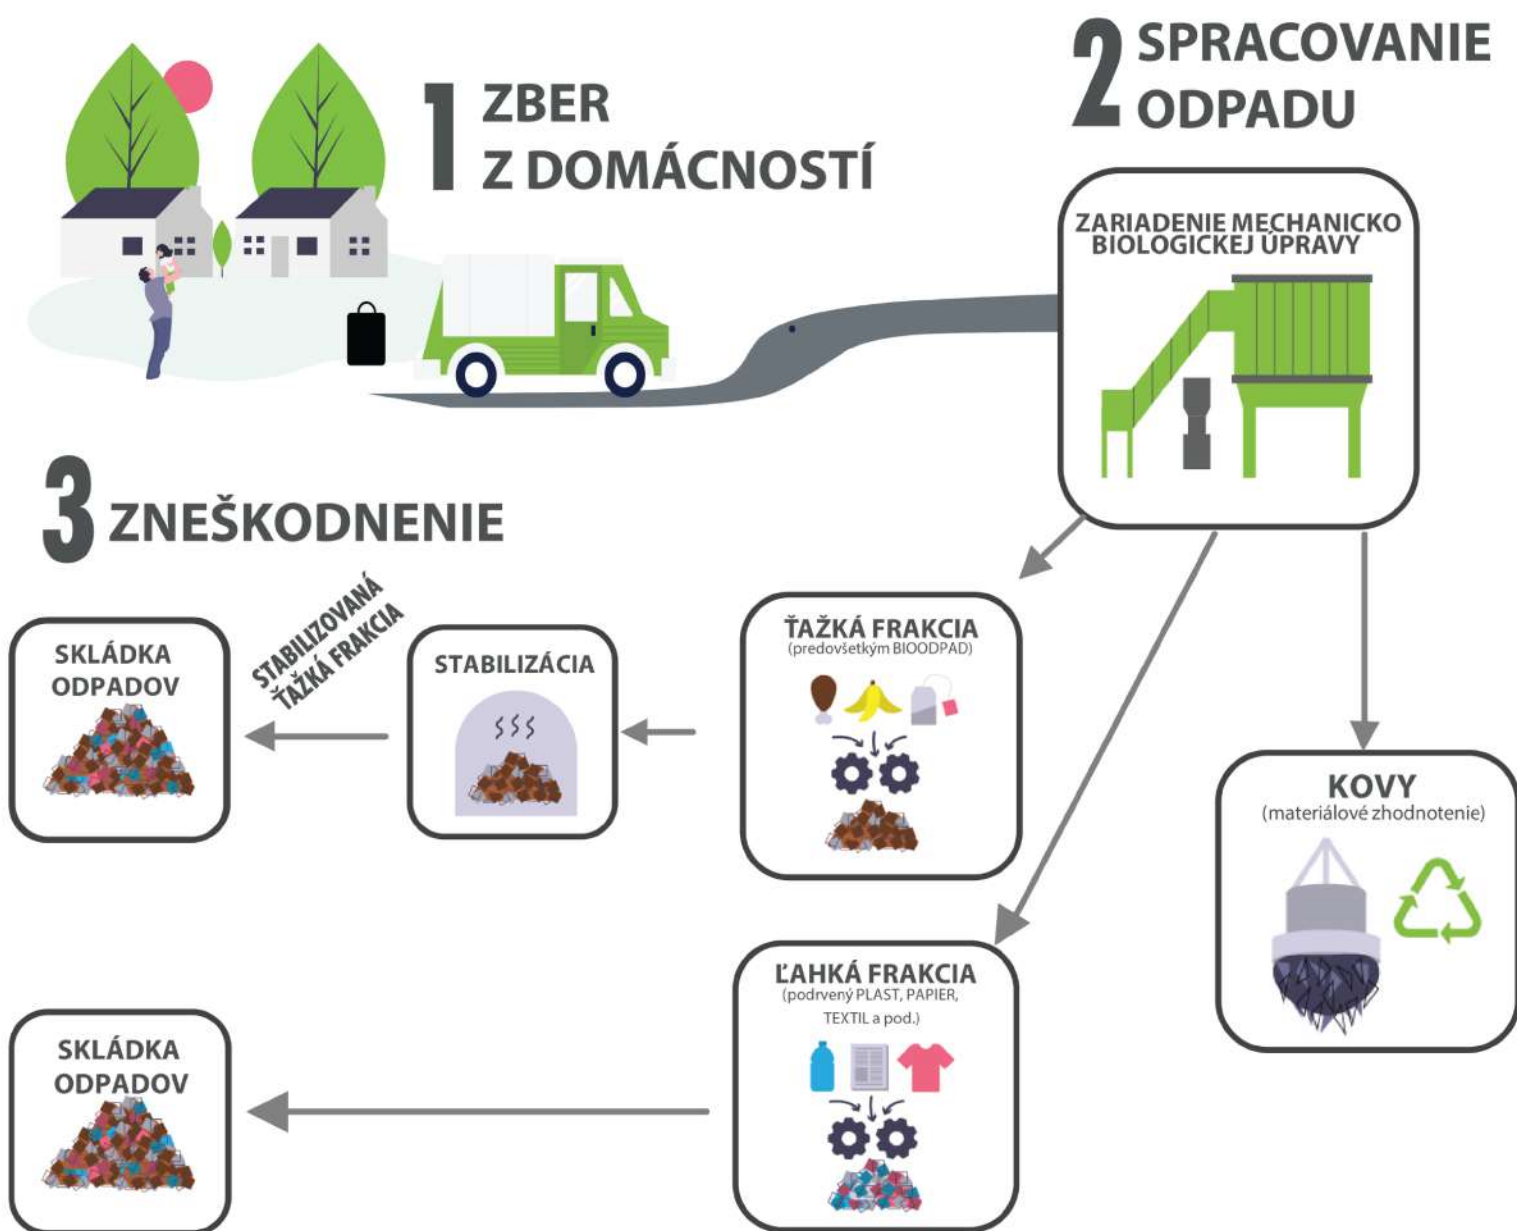 1 ZBER
Z DOMÁCNOSTÍ
2 SPRACOVANIE
ODPADU
ZARIADENIE MECHANICKO
BIOLOGICKEJ ÚPRAVY
3 ZNEŠKODNENIE
SKLÁDKA
ODPADOV
STABILIZOVANÁ
ŤAŽKÁ FRAKCIA
STABILIZÁCIA
ŤAŽKÁ FRAKCIA
(predovšetkým BIOODPAD)
KOVY
(materiálové zhodnotenie)
ĽAHKÁ FRAKCIA
(podrvený PLAST, PAPIER,
TEXTIL a pod.)
SKLÁDKA
ODPADOV